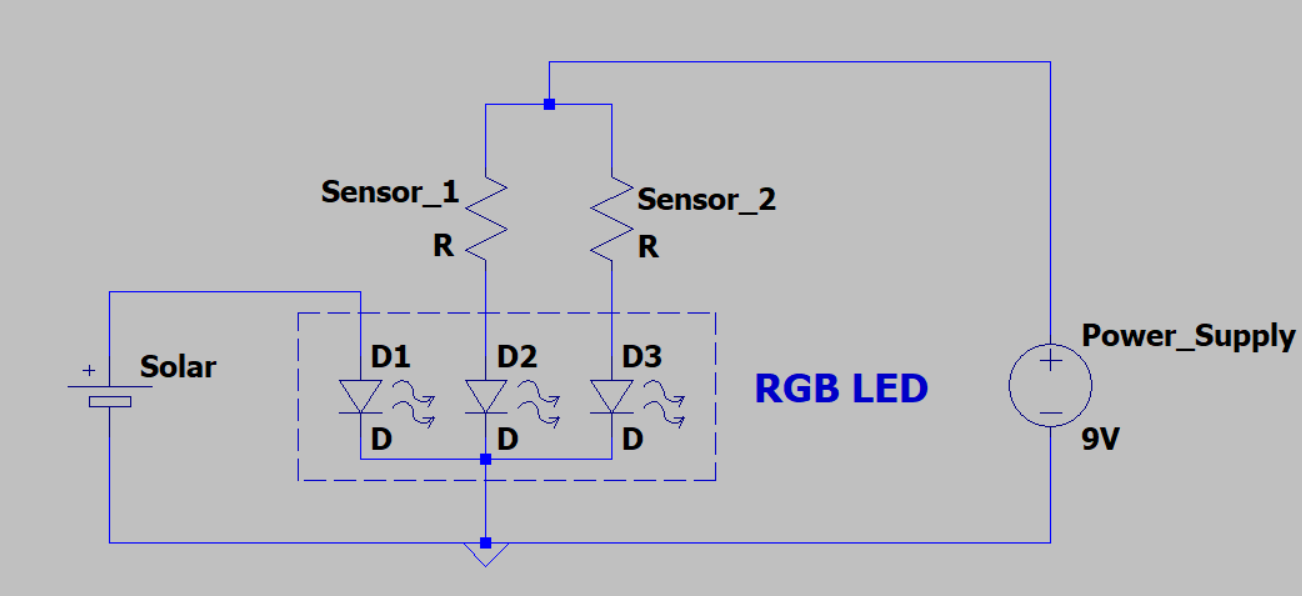 Sensor_1
R
Sensor_2
R
Solar
+
D1
D
D2
D
D3
D
RGB LED
Power_Supply
+
−
9V